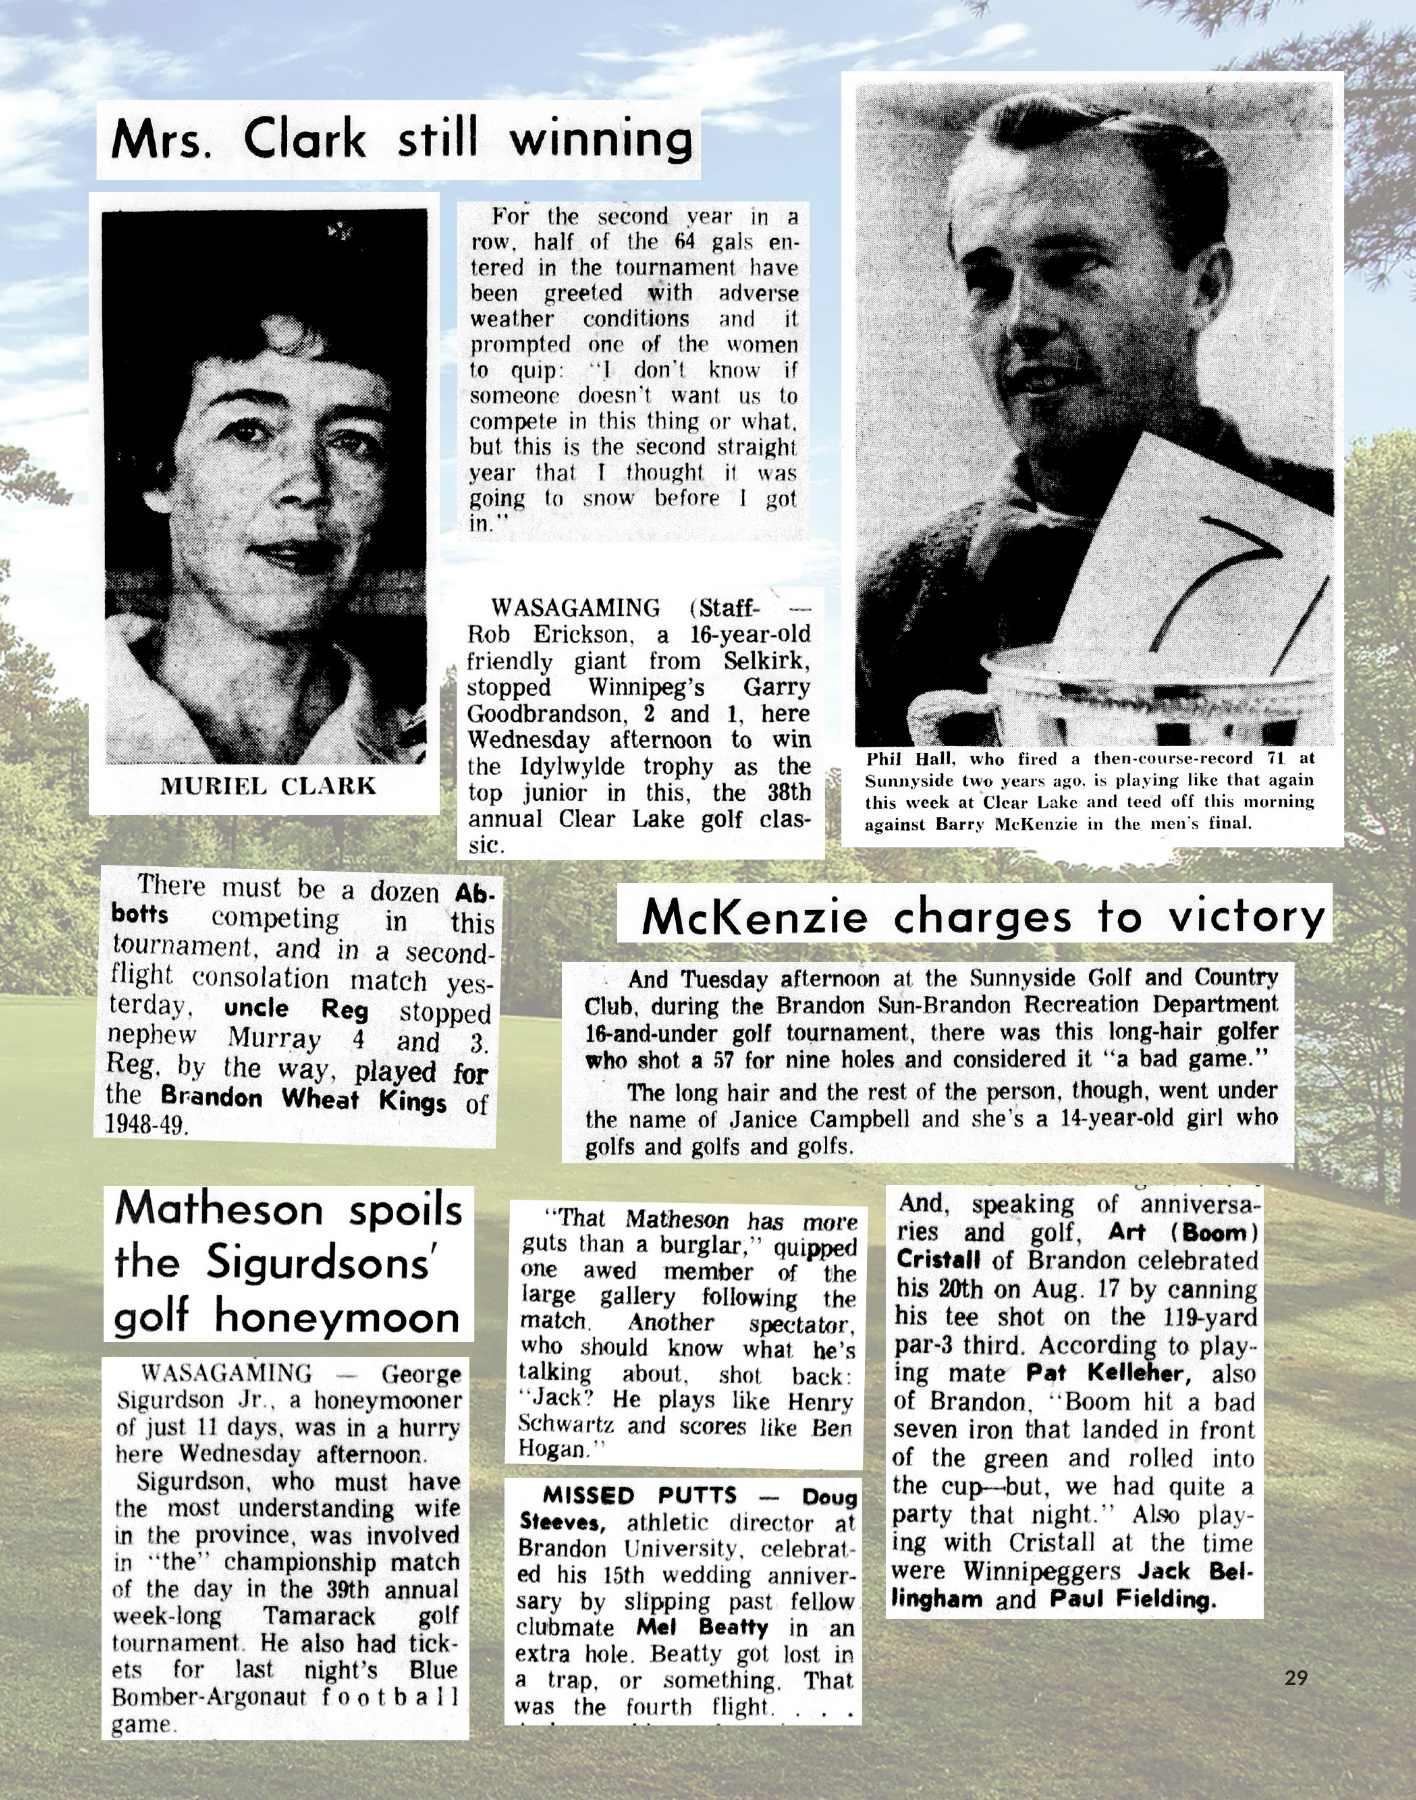 Mrs. Clark still winning
MURIEL CLARK
For the second year in a
row, half of the 64 gals en-
tered in the tournament have
been greeted with adverse
weather conditions and it
prompted one of the women
to quip: "I don't know if
someone doesn't want us to
compete in this thing or what,
but this is the second straight
year that I thought it was
going to snow before I got
in."
WASAGAMING (Staff- —
Rob Erickson, a 16-year-old
friendly giant from Selkirk,
stopped Winnipeg's Garry
Goodbrandson, 2 and 1, here
Wednesday afternoon to win
the Idylwylde trophy as the
top junior in this, the 38th
annual Clear Lake golf clas-
sic.
Phil Hall, who fired a then-course-record 71 at
Sunnyside two years ago, is playing like that again
this week at Clear Lake and teed off this morning
against Barry McKenzie in the men's final.
There must be a dozen Ab-
botts competing in this
tournament, and in a second-
flight consolation match yes-
terday, uncle Reg stopped
nephew Murray 4 and 3.
Reg, by the way, played for
the Brandon Wheat Kings of
1948-49.
McKenzie charges to victory
And Tuesday afternoon at the Sunnyside Golf and Country
Club, during the Brandon Sun-Brandon Recreation Department
16-and-under golf tournament, there was this long-hair golfer
who shot a 57 for nine holes and considered it "a bad game."
The long hair and the rest of the person, though, went under
the name of Janice Campbell and she's a 14-year-old girl who
golfs and golfs and golfs.
Matheson spoils
the Sigurdsons'
golf honeymoon
WASAGAMING — George
Sigurdson Jr., a honeymooner
of just 11 days, was in a hurry
here Wednesday afternoon.
Sigurdson, who must have
the most understanding wife
in the province, was involved
in "the" championship match
of the day in the 39th annual
week-long Tamarack golf
tournament. He also had tick-
ets for last night's Blue
Bomber-Argonaut football
game.
"That Matheson has more
guts than a burglar," quipped
one awed member of the
large gallery following the
match. Another spectator,
who should know what he's
talking about, shot back:
"Jack? He plays like Henry
Schwartz and scores like Ben
Hogan."
MISSED PUTTS — Doug
Steeves, athletic director at
Brandon University, celebrat-
ed his 15th wedding anniver-
sary by slipping past fellow
clubmate Mel Beatty in an
extra hole. Beatty got lost in
a trap, or something. That
was the fourth flight. . . .
And, speaking of anniversa-
ries and golf, Art (Boom)
Cristall of Brandon celebrated
his 20th on Aug. 17 by canning
his tee shot on the 119-yard
par-3 third. According to play-
ing mate Pat Kelleher, also
of Brandon, "Boom hit a bad
seven iron that landed in front
of the green and rolled into
the cup—but, we had quite a
party that night." Also play-
ing with Cristall at the time
were Winnipeggers Jack Bel-
lingham and Paul Fielding.
29